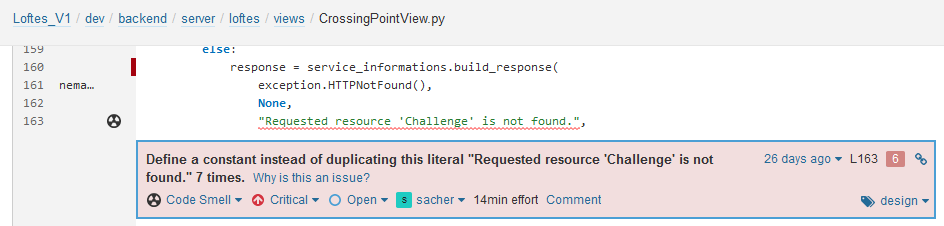 Loftes_V1 / dev / backend / server / loftes / views / CrossingPointView.py
159 else:
160 response = service_informations.build_response(
161 nema… exception.HTTPNotFound(),
162 None,
163 "Requested resource 'Challenge' is not found.",
Define a constant instead of duplicating this literal "Requested resource 'Challenge' is not 26 days ago L163 6
found." 7 times. Why is this an issue?
Code Smell Critical Open s sacher 14min effort Comment design